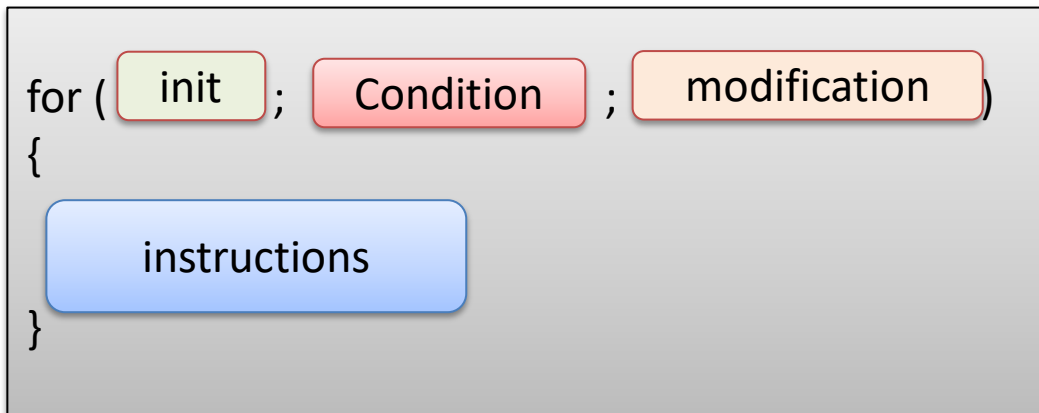 for ( init ; Condition ; modification )
{
instructions
}